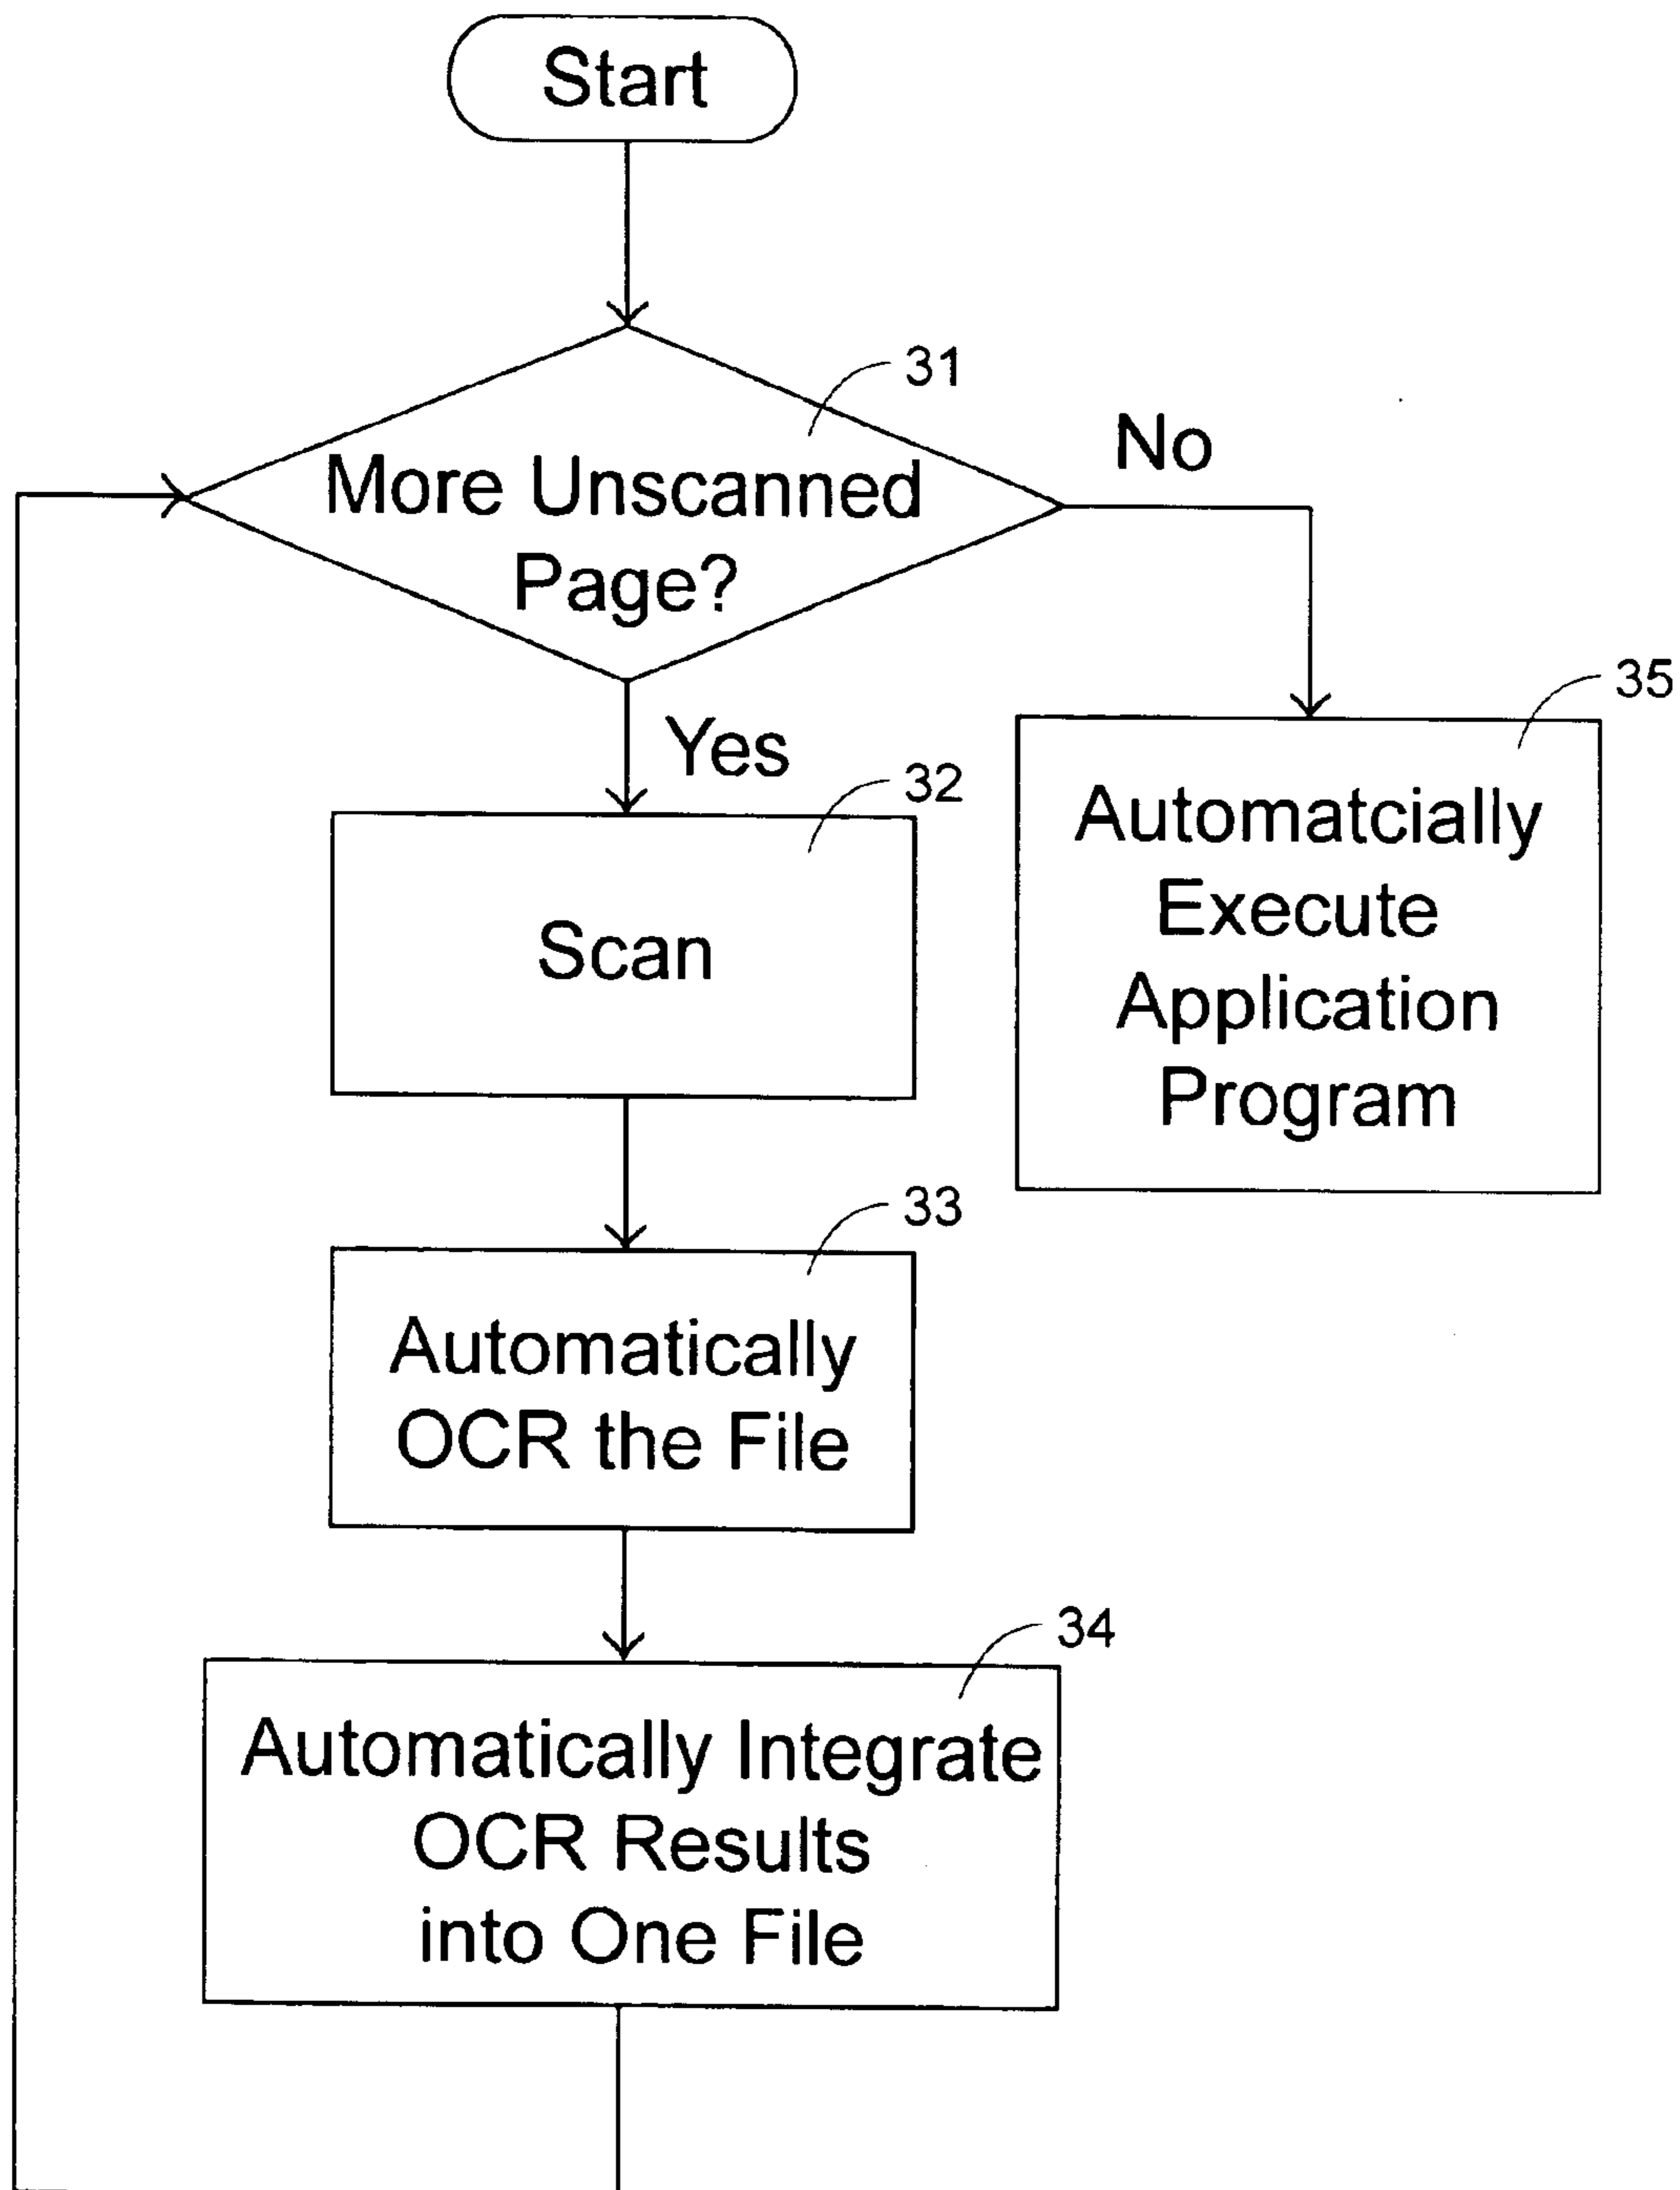 Start
31
More Unscanned
Page?
No
Yes
32
Scan
35
Automatcially
Execute
Application
Program
33
Automatically
OCR the File
34
Automatically Integrate
OCR Results
into One File